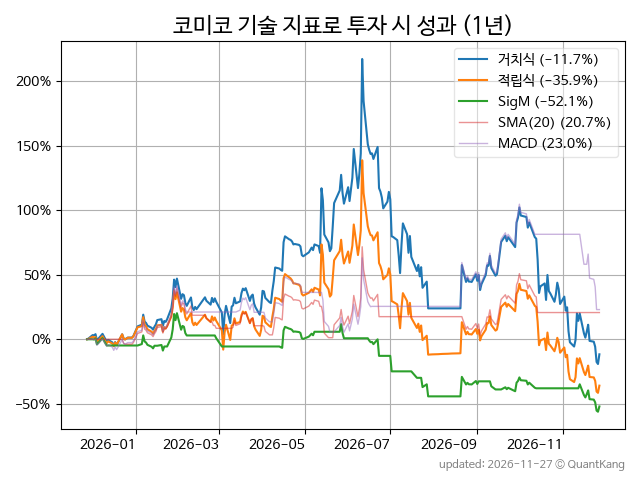 코미코 기술 지표로 투자 시 성과 (1년)
거치식 (-11.7%)
적립식 (-35.9%)
SigM (-52.1%)
SMA(20) (20.7%)
MACD (23.0%)
200%
150%
100%
50%
0%
-50%
2026-01 2026-03 2026-05 2026-07 2026-09 2026-11
updated: 2026-11-27 © QuantKang